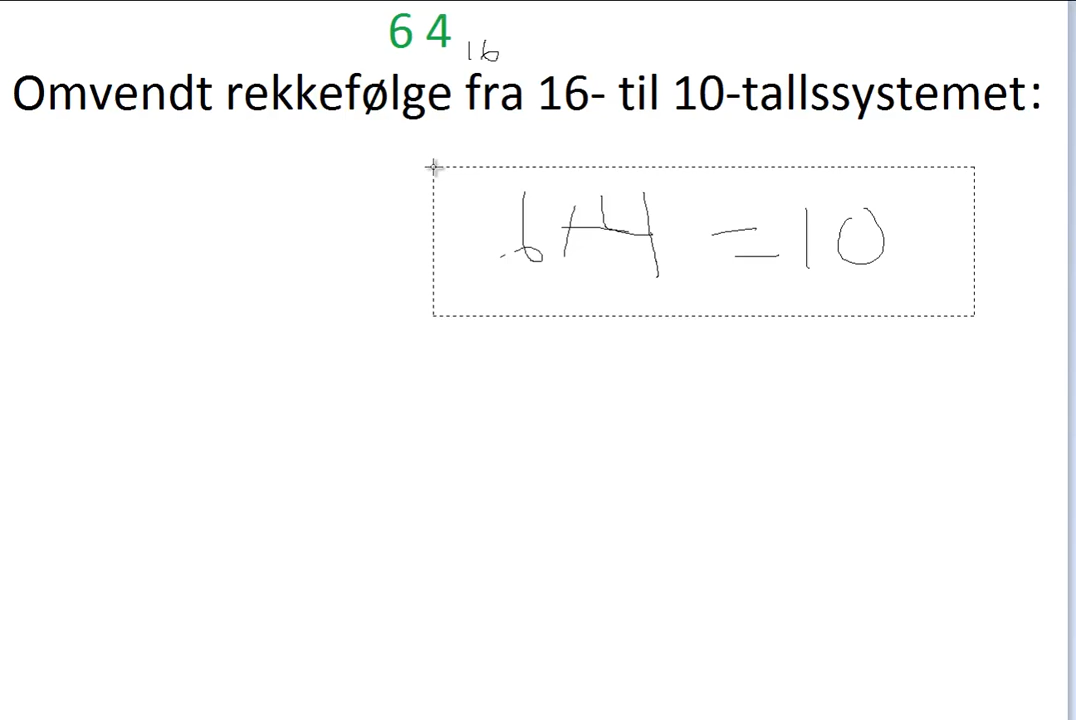 64 16
Omvendt rekkefølge fra 16- til 10-tallssystemet:
6+4 = 10